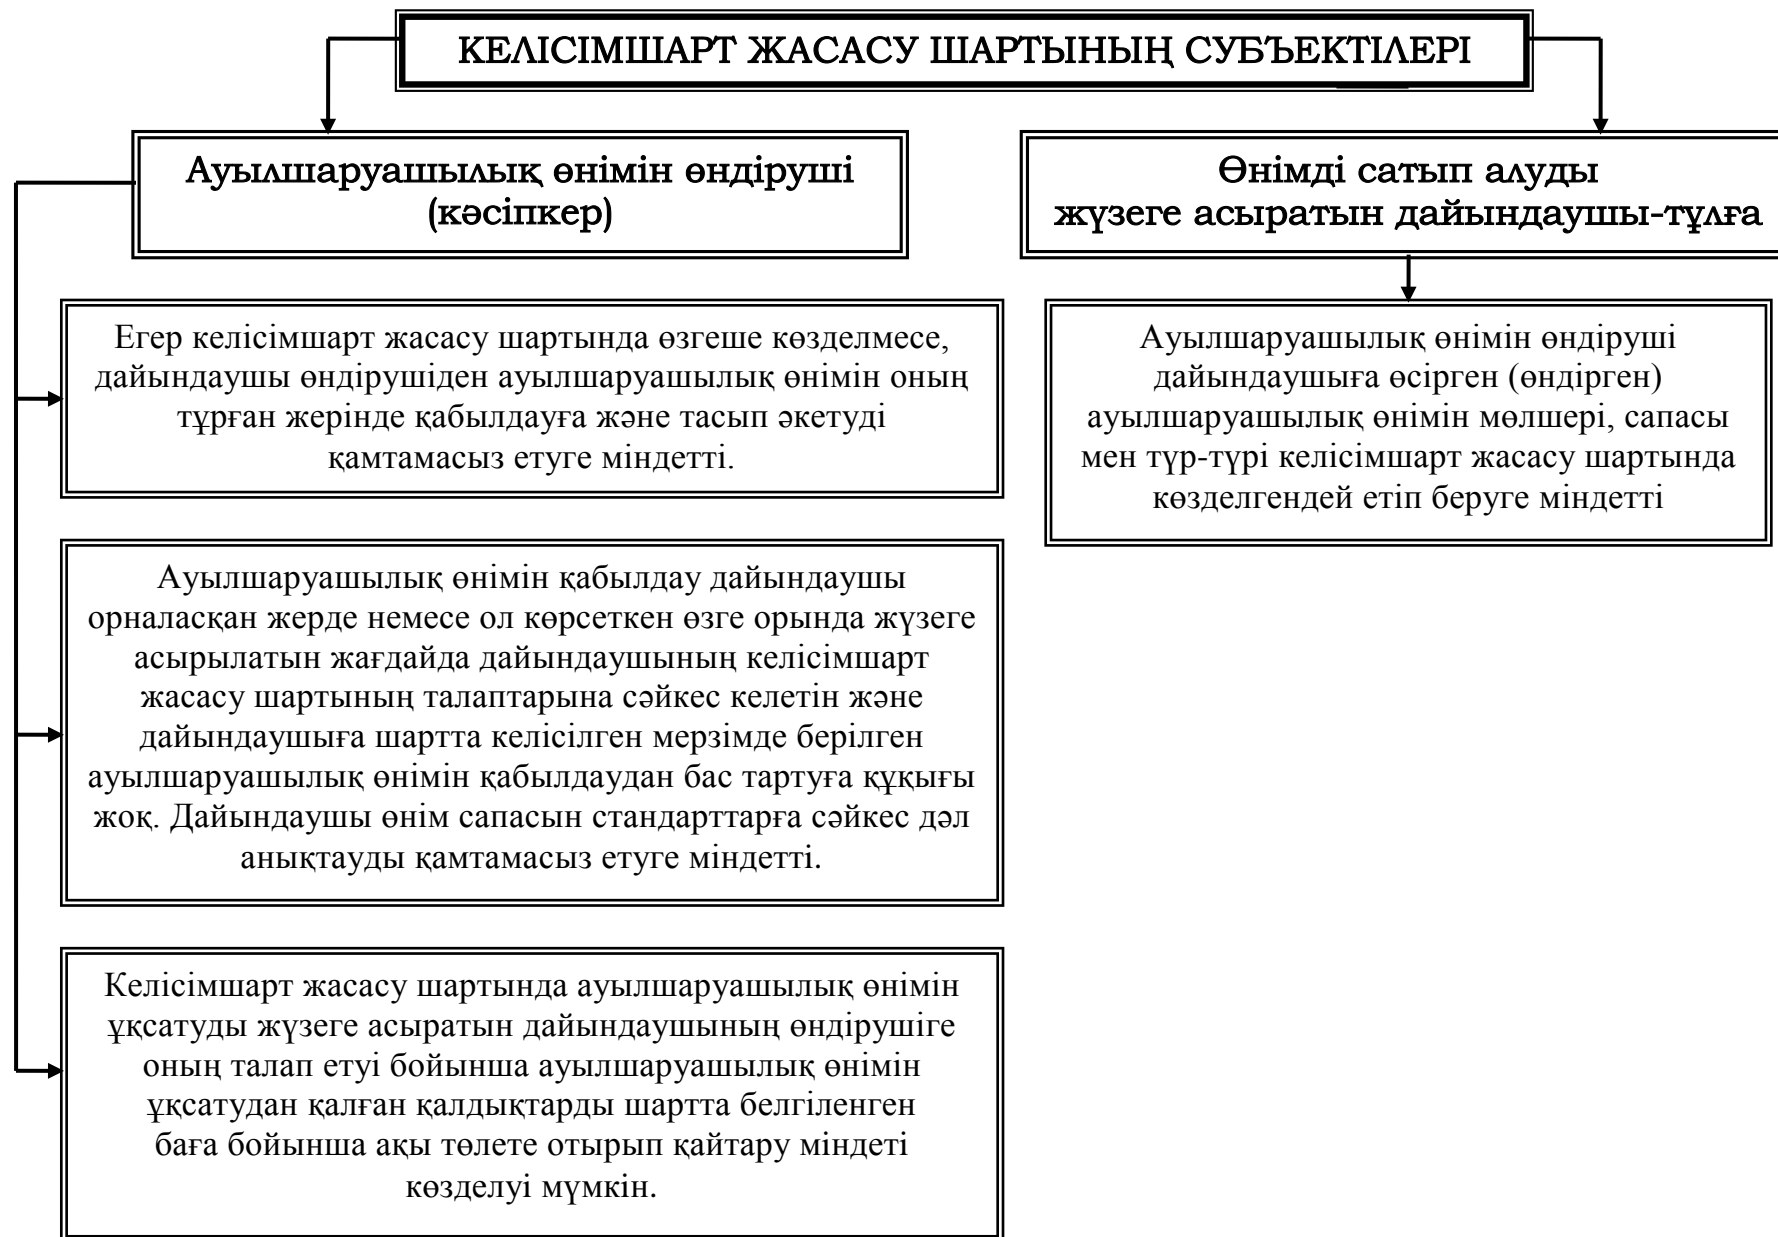 КЕЛІСІМШАРТ ЖАСАСУ ШАРТЫНЫҢ СУБЪЕКТІЛЕРІ
Ауылшаруашылық өнімін өндіруші
(кәсіпкер)
Егер келісімшарт жасасу шартында өзгеше көзделмесе,
дайындаушы өндірушіден ауылшаруашылық өнімін оның
тұрған жерінде қабылдауға және тасып әкетуді
қамтамасыз етуге міндетті.
Ауылшаруашылық өнімін қабылдау дайындаушы
орналасқан жерде немесе ол көрсеткен өзге орында жүзеге
асырылатын жағдайда дайындаушының келісімшарт
жасасу шартының талаптарына сәйкес келетін және
дайындаушыға шартта келісілген мерзімде берілген
ауылшаруашылық өнімін қабылдаудан бас тартуға құқығы
жоқ. Дайындаушы өнім сапасын стандарттарға сәйкес дәл
анықтауды қамтамасыз етуге міндетті.
Келісімшарт жасасу шартында ауылшаруашылық өнімін
ұқсатуды жүзеге асыратын дайындаушының өндірушіге
оның талап етуі бойынша ауылшаруашылық өнімін
ұқсатудан қалған қалдықтарды шартта белгіленген
баға бойынша ақы төлете отырып қайтару міндеті
көзделуі мүмкін.
Өнімді сатып алуды
жүзеге асыратын дайындаушы-тұлға
Ауылшаруашылық өнімін өндіруші
дайындаушыға өсірген (өндірген)
ауылшаруашылық өнімін мөлшері, сапасы
мен түр-түрі келісімшарт жасасу шартында
көзделгендей етіп беруге міндетті